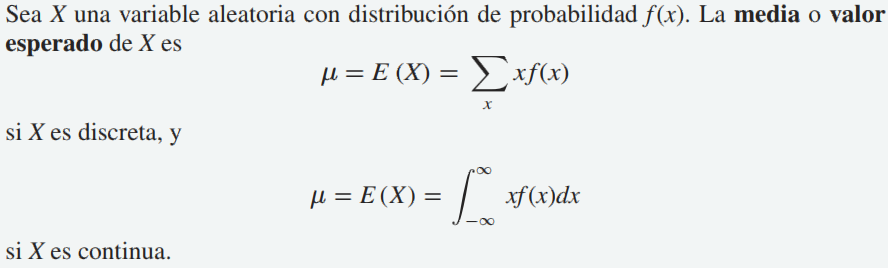 Sea X una variable aleatoria con distribución de probabilidad f(x). La media o valor
esperado de X es
μ = E (X) = ∑ₓ xf(x)
si X es discreta, y
μ = E (X) = ∫_{−∞}^{∞} xf(x)dx
si X es continua.